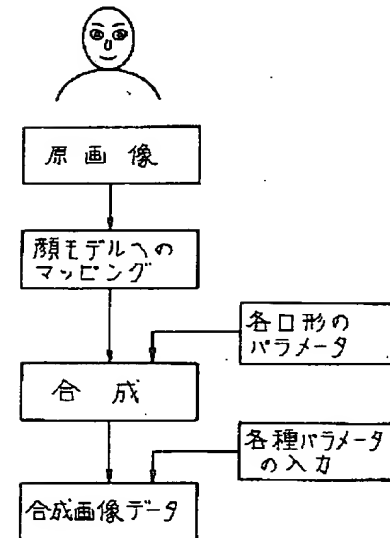 原画像
顔モデルへの
マッピング
各口形の
パラメータ
合成
各種パラメータ
の入力
合成画像データ